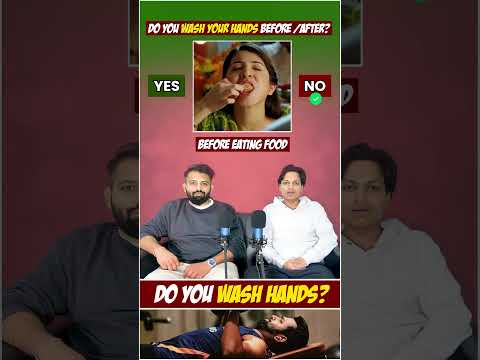 DO YOU WASH YOUR HANDS BEFORE /AFTER?
YES
NO
BEFORE EATING FOOD
DO YOU WASH HANDS?